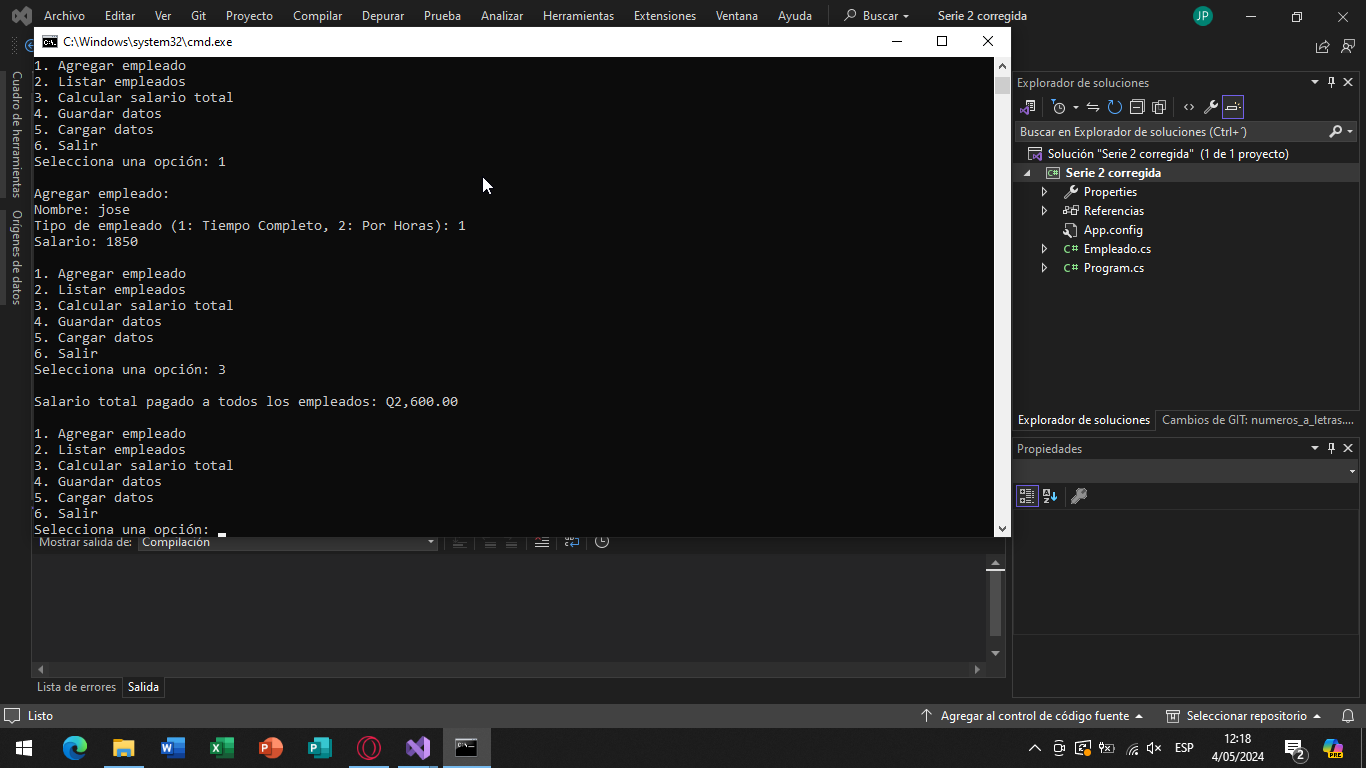 Archivo Editar Ver Git Proyecto Compilar Depurar Prueba Analizar Herramientas Extensiones Ventana Ayuda Buscar Serie 2 corregida JP
C:\Windows\system32\cmd.exe
1. Agregar empleado
2. Listar empleados
3. Calcular salario total
4. Guardar datos
5. Cargar datos
6. Salir
Selecciona una opción: 1
Agregar empleado:
Nombre: jose
Tipo de empleado (1: Tiempo Completo, 2: Por Horas): 1
Salario: 1850
1. Agregar empleado
2. Listar empleados
3. Calcular salario total
4. Guardar datos
5. Cargar datos
6. Salir
Selecciona una opción: 3
Salario total pagado a todos los empleados: Q2,600.00
1. Agregar empleado
2. Listar empleados
3. Calcular salario total
4. Guardar datos
5. Cargar datos
6. Salir
Selecciona una opción:
Mostrar salida de: Compilación
Lista de errores Salida
Cuadro de herramientas
Orígenes de datos
Explorador de soluciones
Buscar en Explorador de soluciones (Ctrl+´)
Solución "Serie 2 corregida" (1 de 1 proyecto)
C# Serie 2 corregida
Properties
Referencias
App.config
C# Empleado.cs
C# Program.cs
Explorador de soluciones Cambios de GIT: numeros_a_letras....
Propiedades
Listo Agregar al control de código fuente Seleccionar repositorio
ESP 12:18
4/05/2024
2
PRE